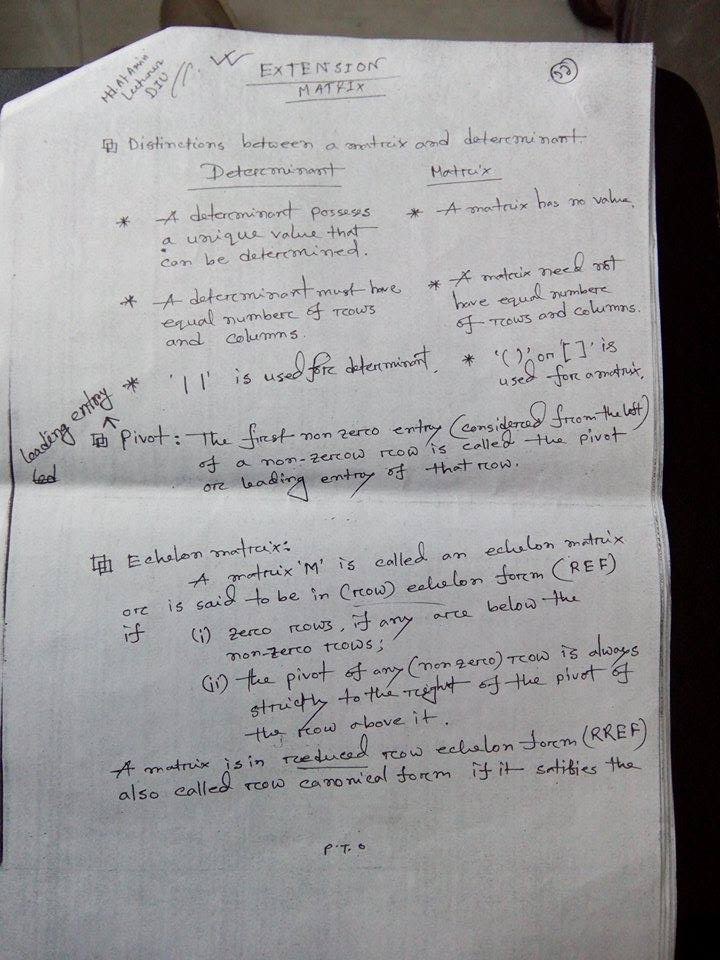 Md. Al-Amin
Lecturer
DIU
EXTENSION
MATRIX
Distinctions between a matrix and determinant.
Determinant
Matrix
* A determinant posseses
a unique value that
can be determined.
* A matrix has no value.
* A determinant must have
equal number of rows
and columns.
* A matrix need not
have equal number
of rows and columns.
* '| |' is used for determinant.
* '( )' or '[ ]' is
used for a matrix.
leading entry
Pivot: The first non zero entry (considered from the left)
of a non-zerow row is called the pivot
or leading entry of that row.
Echelon matrix:
A matrix 'M' is called an echelon matrix
or is said to be in (row) echelon form (REF)
if (i) zero rows, if any are below the
non-zero rows;
(ii) the pivot of any (non zero) row is always
strictly to the right of the pivot of
the row above it.
A matrix is in reduced row echelon form (RREF)
also called row canonical form if it satifies the
P.T.O